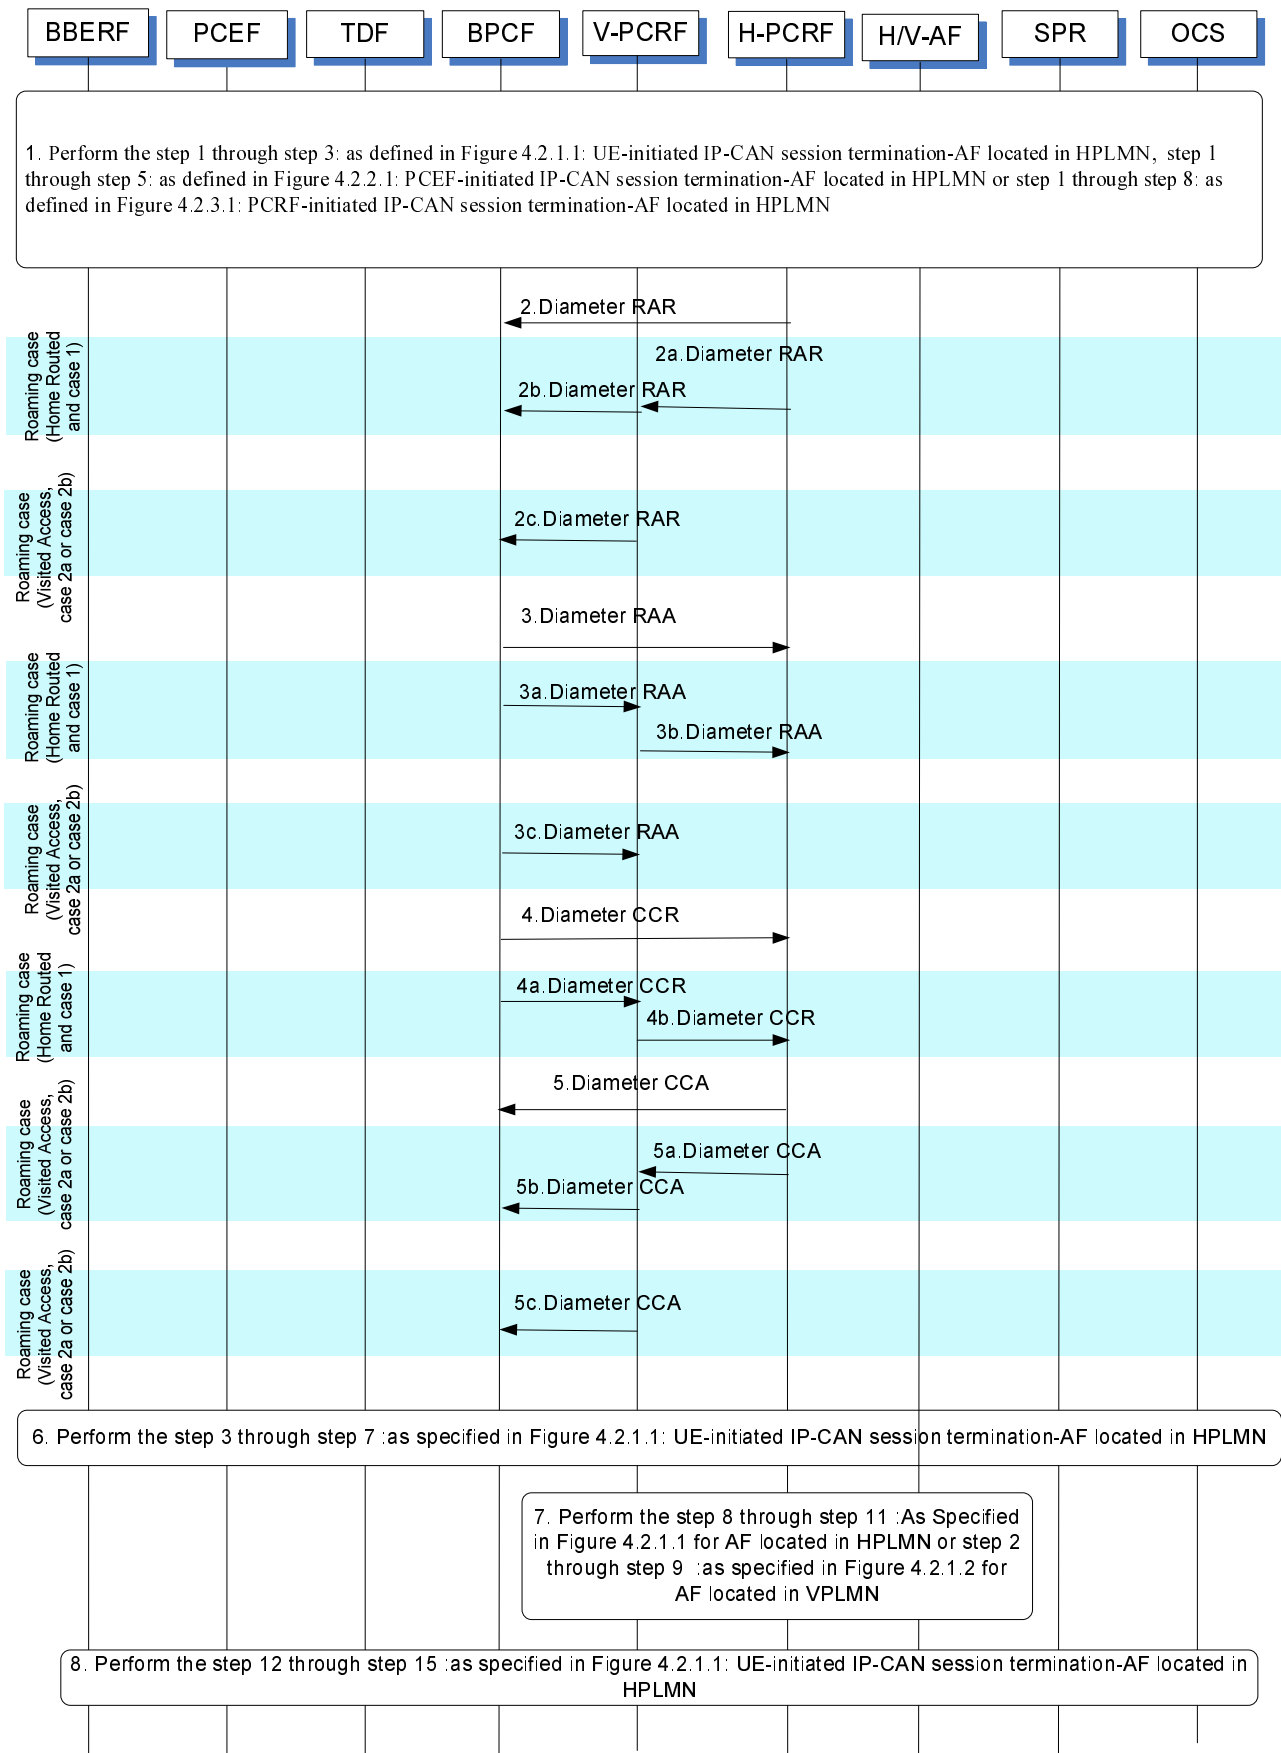 BBERF
PCEF
TDF
BPCF
V-PCRF
H-PCRF
H/V-AF
SPR
OCS
1. Perform the step 1 through step 3: as defined in Figure 4.2.1.1: UE-initiated IP-CAN session termination-AF located in HPLMN, step 1
through step 5: as defined in Figure 4.2.2.1: PCEF-initiated IP-CAN session termination-AF located in HPLMN or step 1 through step 8: as
defined in Figure 4.2.3.1: PCRF-initiated IP-CAN session termination-AF located in HPLMN
2.Diameter RAR
Roaming case
(Home Routed
and case 1)
2a.Diameter RAR
2b.Diameter RAR
Roaming case
(Visited Access,
case 2a or case 2b)
2c.Diameter RAR
3.Diameter RAA
Roaming case
(Home Routed
and case 1)
3a.Diameter RAA
3b.Diameter RAA
Roaming case
(Visited Access,
case 2a or case 2b)
3c.Diameter RAA
4.Diameter CCR
Roaming case
(Home Routed
and case 1)
4a.Diameter CCR
4b.Diameter CCR
5.Diameter CCA
Roaming case
(Visited Access,
case 2a or case 2b)
5a.Diameter CCA
5b.Diameter CCA
Roaming case
(Visited Access,
case 2a or case 2b)
5c.Diameter CCA
6. Perform the step 3 through step 7 :as specified in Figure 4.2.1.1: UE-initiated IP-CAN session termination-AF located in HPLMN
7. Perform the step 8 through step 11 :As Specified
in Figure 4.2.1.1 for AF located in HPLMN or step 2
through step 9 :as specified in Figure 4.2.1.2 for
AF located in VPLMN
8. Perform the step 12 through step 15 :as specified in Figure 4.2.1.1: UE-initiated IP-CAN session termination-AF located in
HPLMN